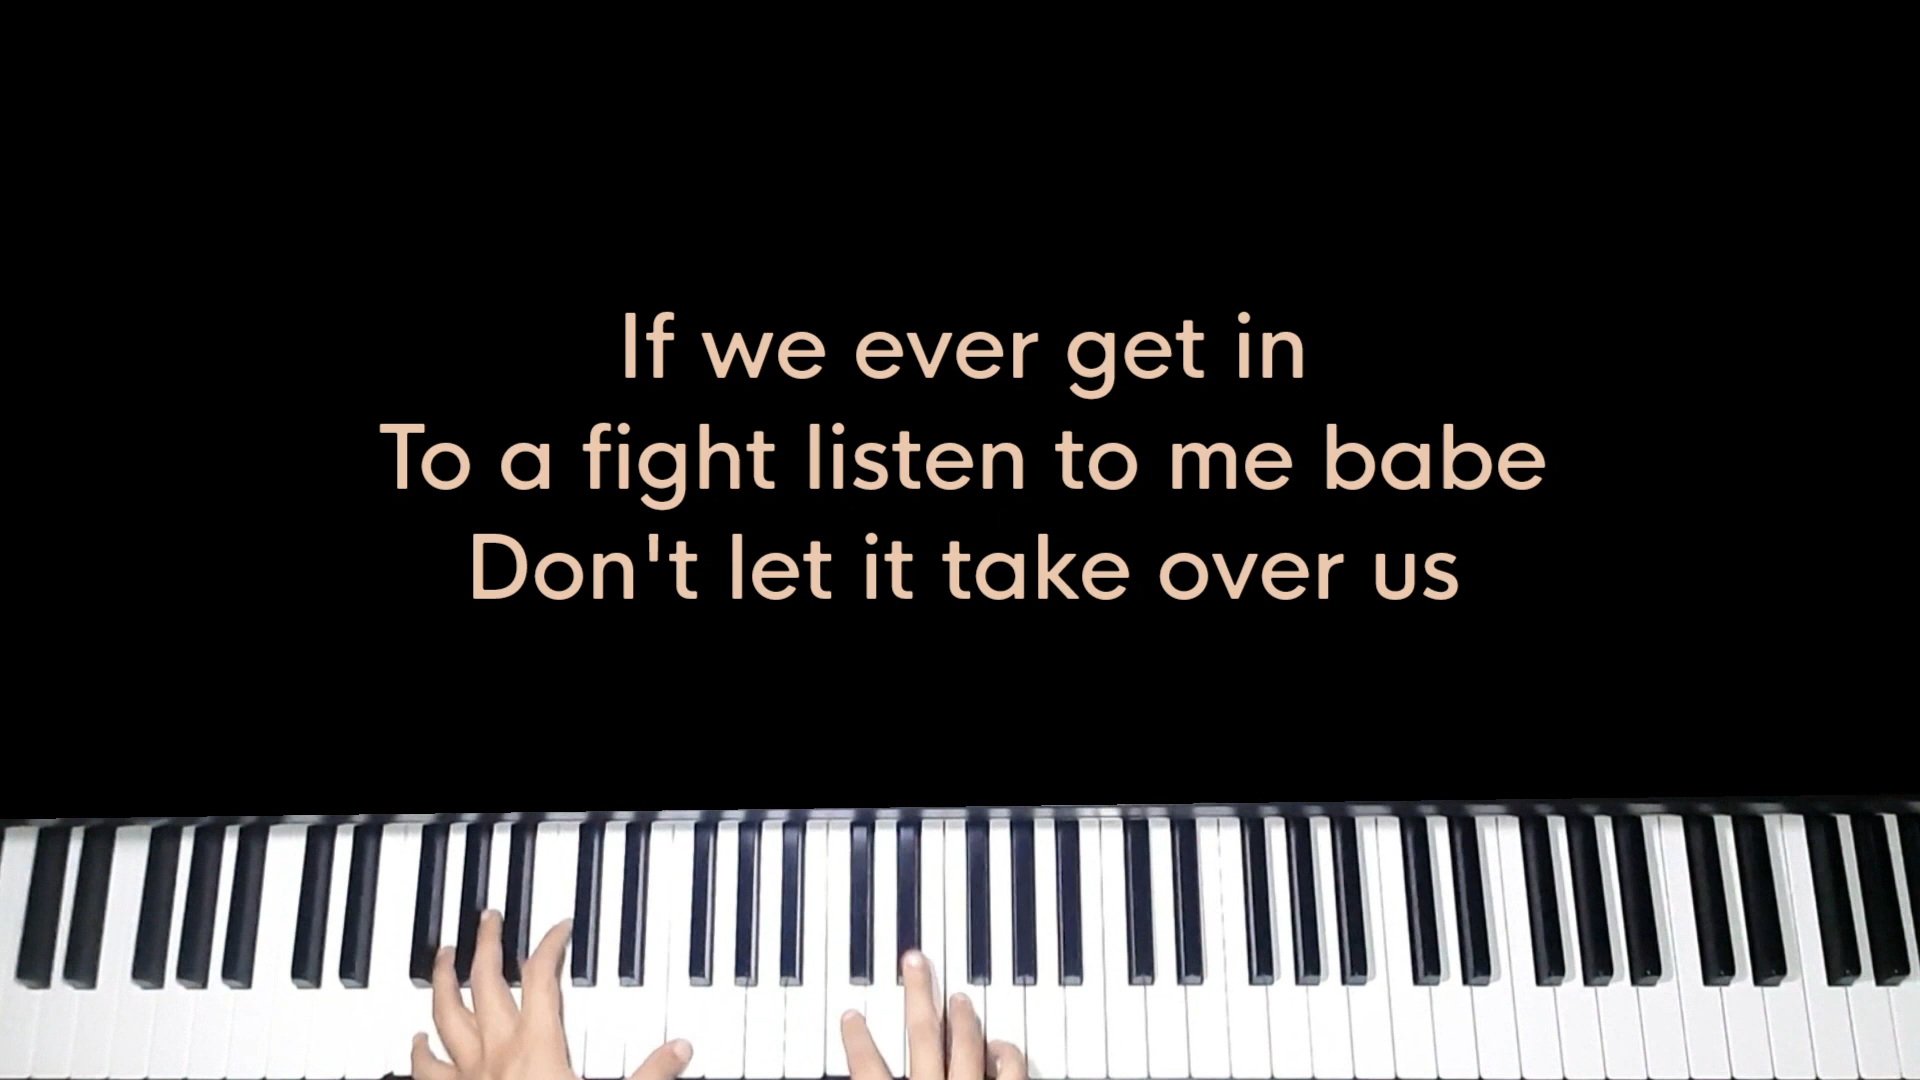 If we ever get in
To a fight listen to me babe
Don't let it take over us